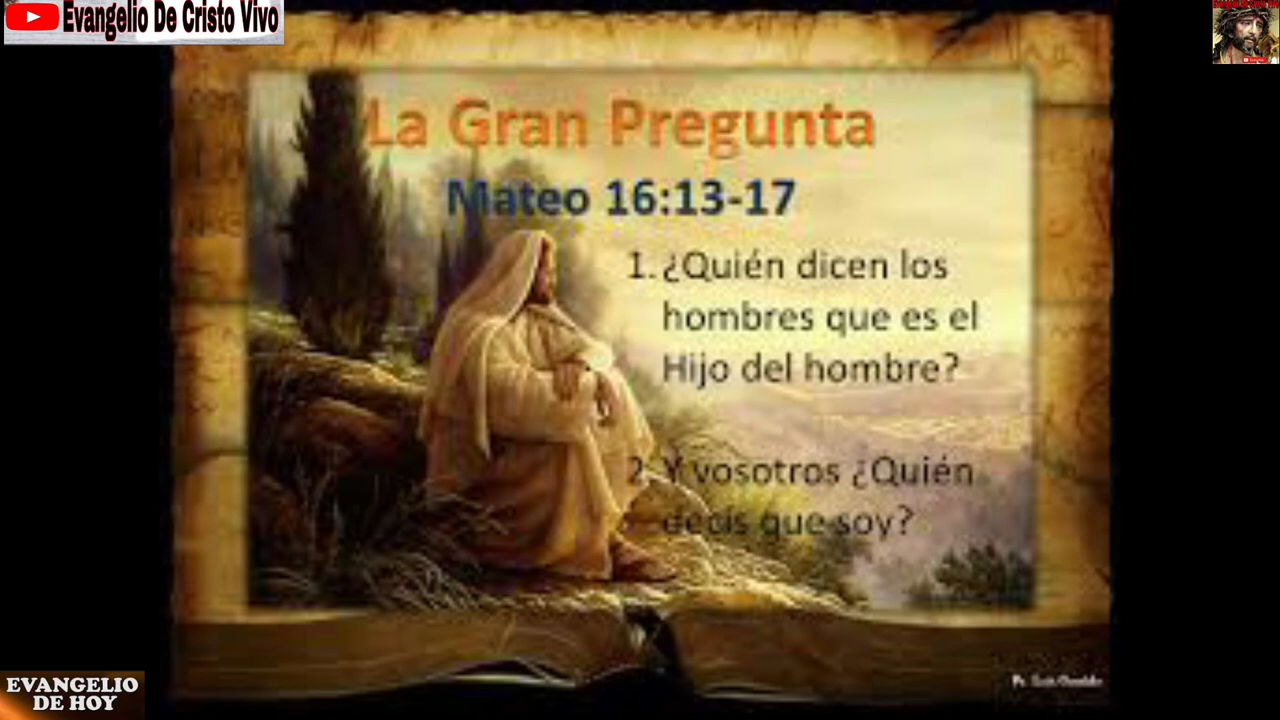 Evangelio De Cristo Vivo
La Gran Pregunta
Mateo 16:13-17
1. ¿Quién dicen los
hombres que es el
Hijo del hombre?
2. Y vosotros ¿Quién
decís que soy?
EVANGELIO
DE HOY